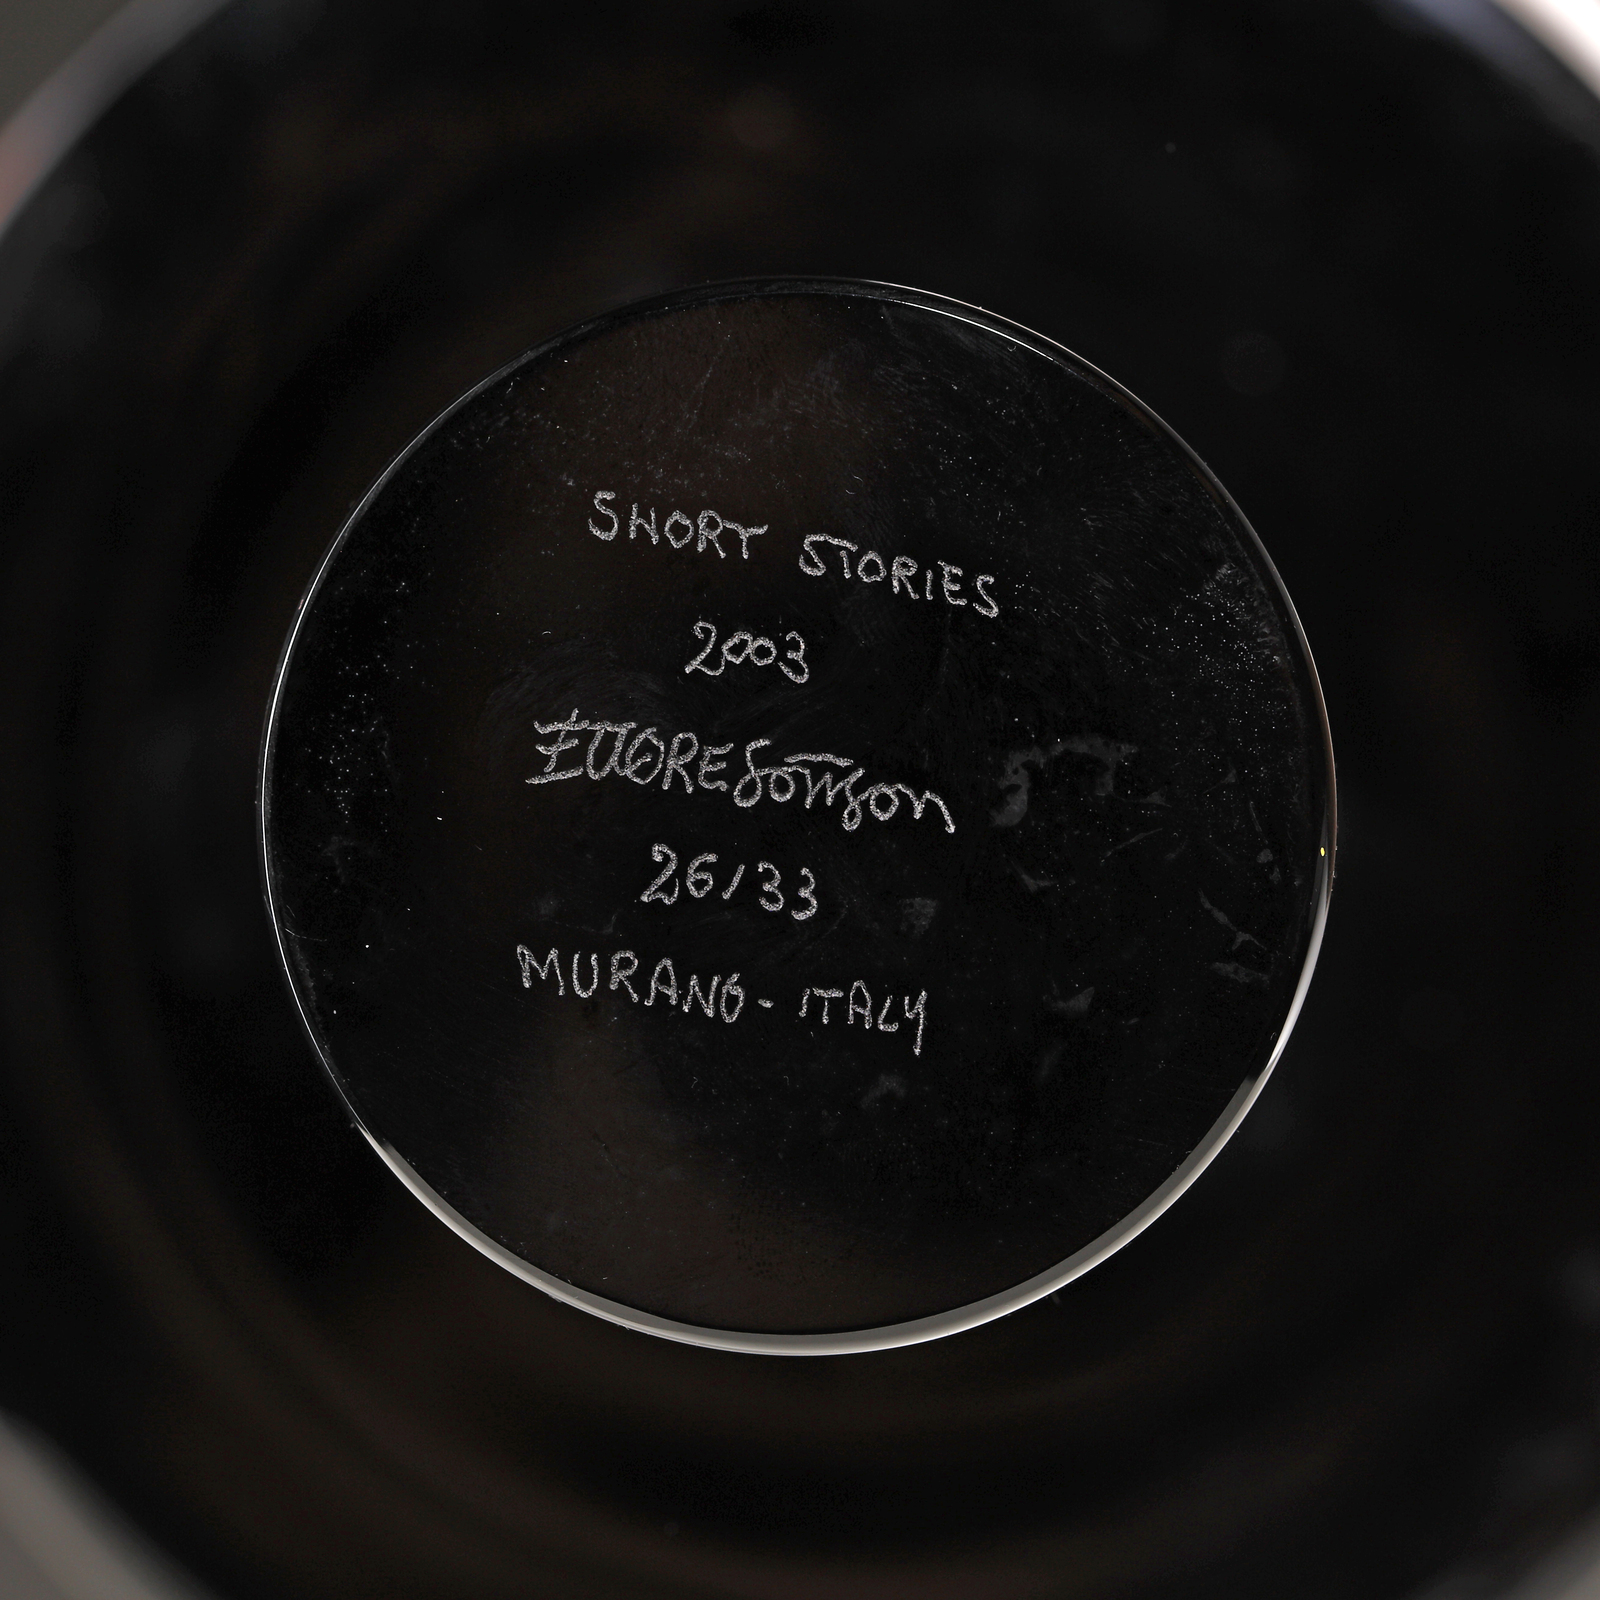 SHORT STORIES
2003
ETTORE Sottsass
26/33
MURANO - ITALY